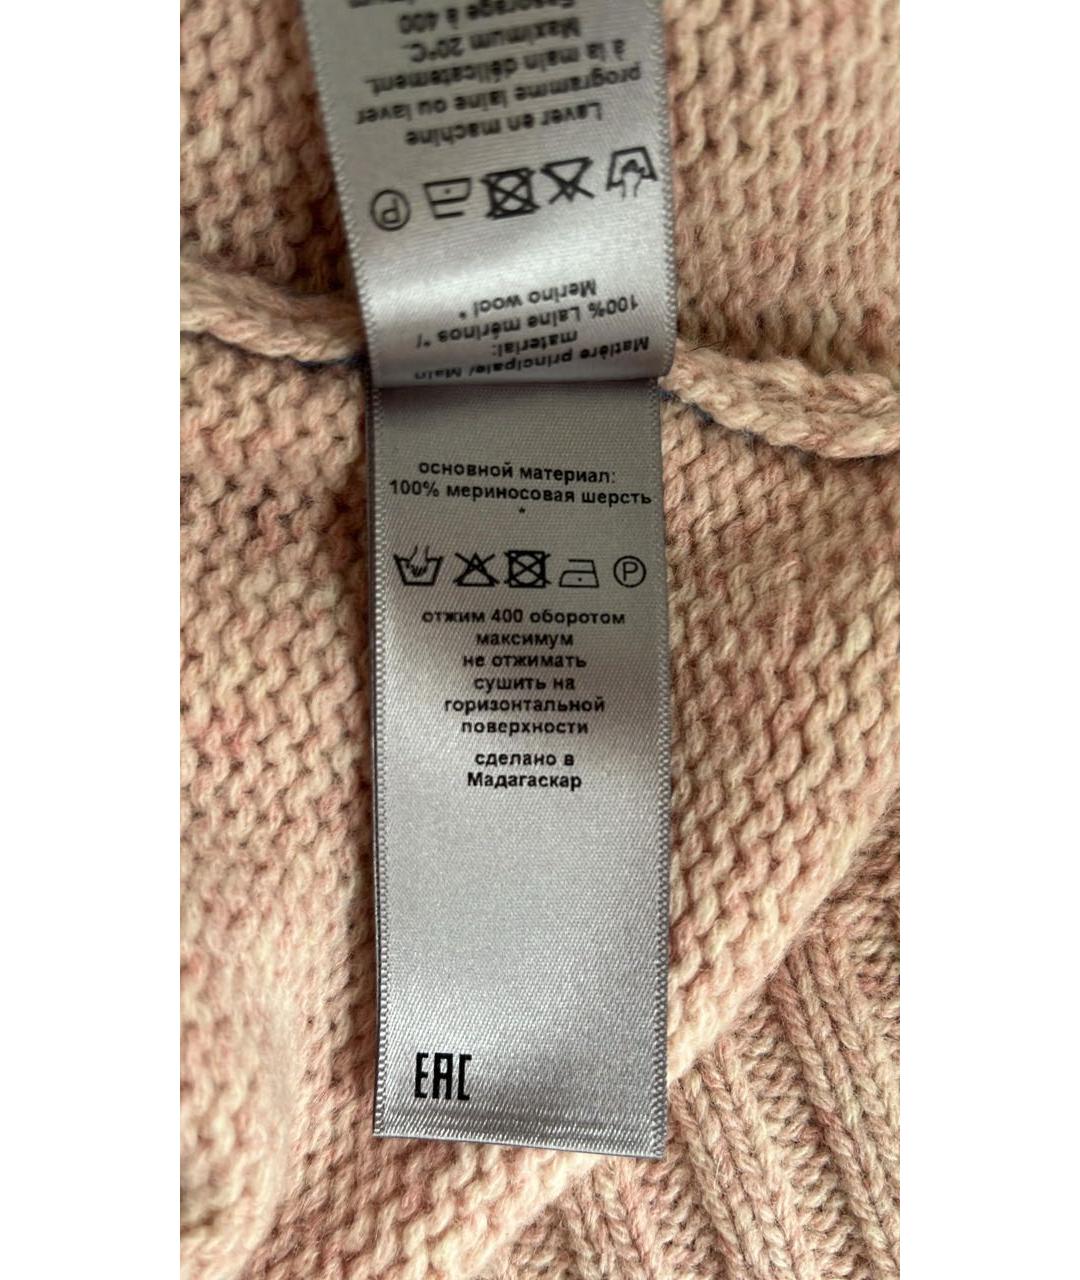 основной материал:
100% мериносовая шерсть
*
P
отжим 400 оборотом
максимум
не отжимать
сушить на
горизонтальной
поверхности
сделано в
Мадагаскар
EAC
Matière principale/ Main
material:
100% Laine mérinos */
Merino wool *
P
Laver en machine
programme laine ou laver
à la main délicatement.
Maximum 20°C.
Essorage à 400